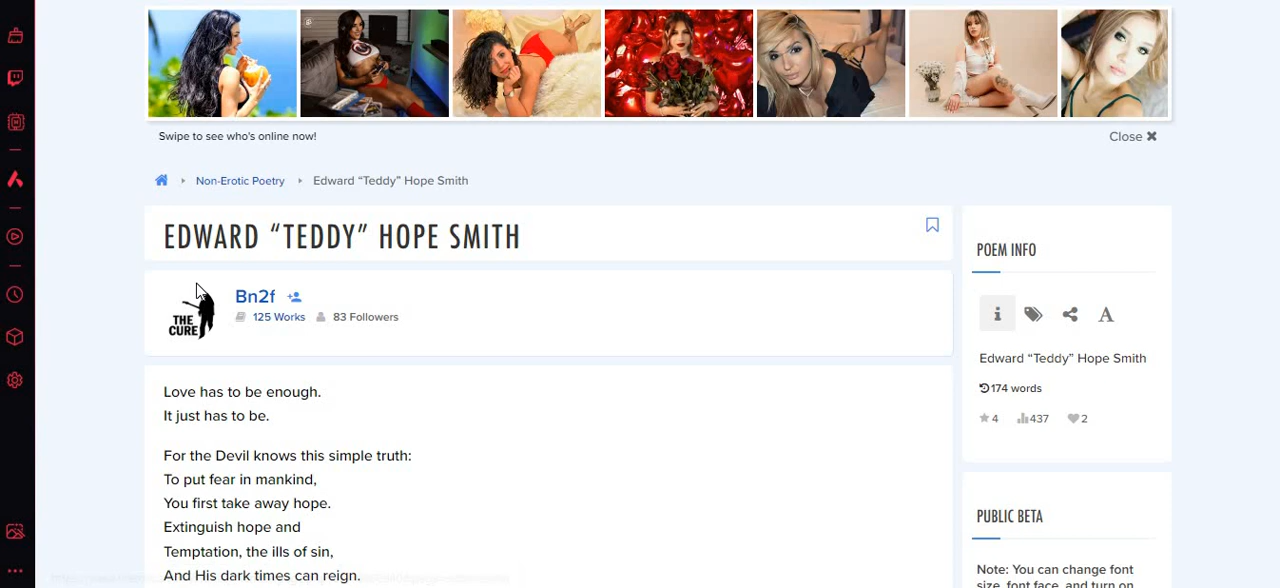 Swipe to see who's online now!
Close ✖
Non-Erotic Poetry
Edward “Teddy” Hope Smith
EDWARD “TEDDY” HOPE SMITH
THE CURE
Bn2f
125 Works
83 Followers
Love has to be enough.
It just has to be.
For the Devil knows this simple truth:
To put fear in mankind,
You first take away hope.
Extinguish hope and
Temptation, the ills of sin,
And His dark times can reign.
POEM INFO
i
A
Edward “Teddy” Hope Smith
174 words
4
437
2
PUBLIC BETA
Note: You can change font
size, font face, and turn on